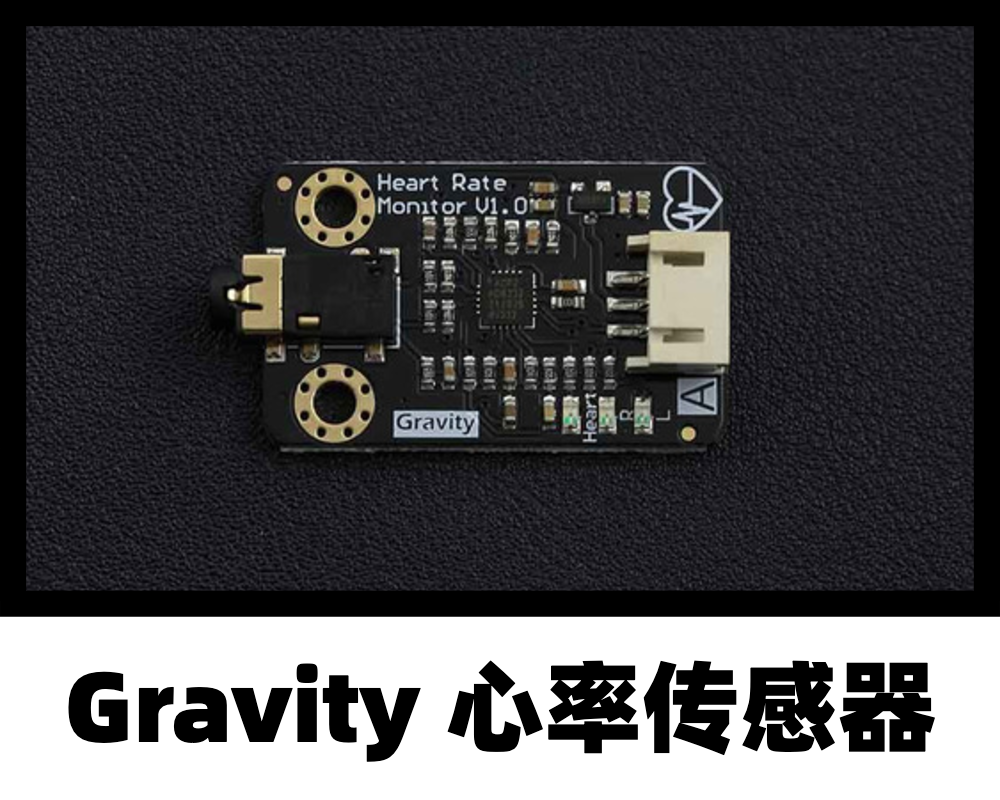 Heart Rate
Monitor V1.0
A
Gravity
Heart
R
L
Gravity 心率传感器